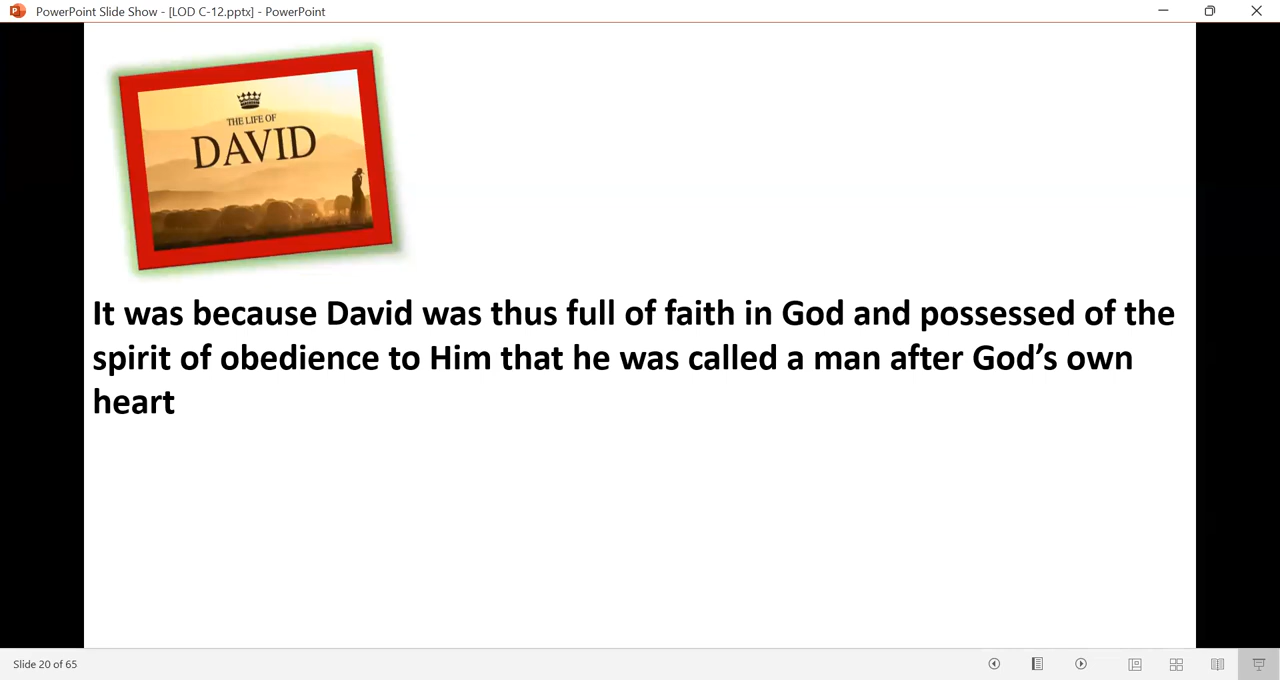 PowerPoint Slide Show - [LOD C-12.pptx] - PowerPoint
THE LIFE OF
DAVID
It was because David was thus full of faith in God and possessed of the
spirit of obedience to Him that he was called a man after God’s own
heart
Slide 20 of 65